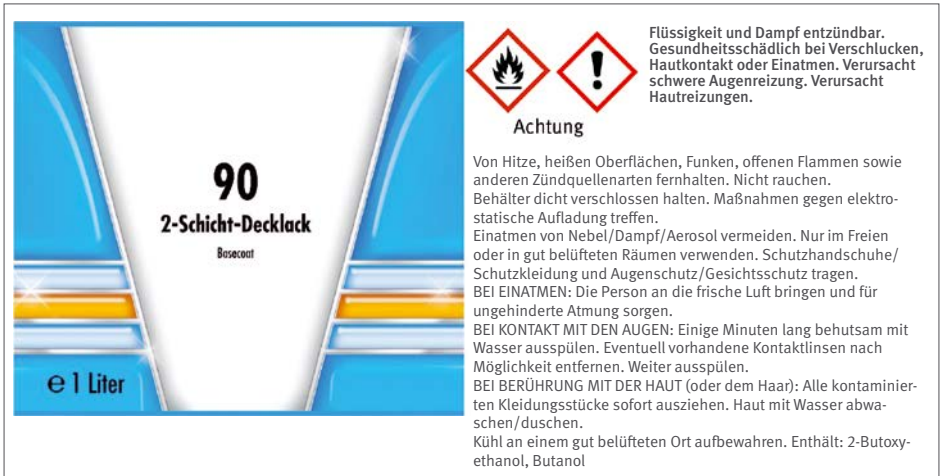 90
2-Schicht-Decklack
Basecoat
℮ 1 Liter
Achtung
Flüssigkeit und Dampf entzündbar.
Gesundheitsschädlich bei Verschlucken,
Hautkontakt oder Einatmen. Verursacht
schwere Augenreizung. Verursacht
Hautreizungen.
Von Hitze, heißen Oberflächen, Funken, offenen Flammen sowie
anderen Zündquellenarten fernhalten. Nicht rauchen.
Behälter dicht verschlossen halten. Maßnahmen gegen elektro-
statische Aufladung treffen.
Einatmen von Nebel/Dampf/Aerosol vermeiden. Nur im Freien
oder in gut belüfteten Räumen verwenden. Schutzhandschuhe/
Schutzkleidung und Augenschutz/Gesichtsschutz tragen.
BEI EINATMEN: Die Person an die frische Luft bringen und für
ungehinderte Atmung sorgen.
BEI KONTAKT MIT DEN AUGEN: Einige Minuten lang behutsam mit
Wasser ausspülen. Eventuell vorhandene Kontaktlinsen nach
Möglichkeit entfernen. Weiter ausspülen.
BEI BERÜHRUNG MIT DER HAUT (oder dem Haar): Alle kontaminier-
ten Kleidungsstücke sofort ausziehen. Haut mit Wasser abwa-
schen/duschen.
Kühl an einem gut belüfteten Ort aufbewahren. Enthält: 2-Butoxy-
ethanol, Butanol